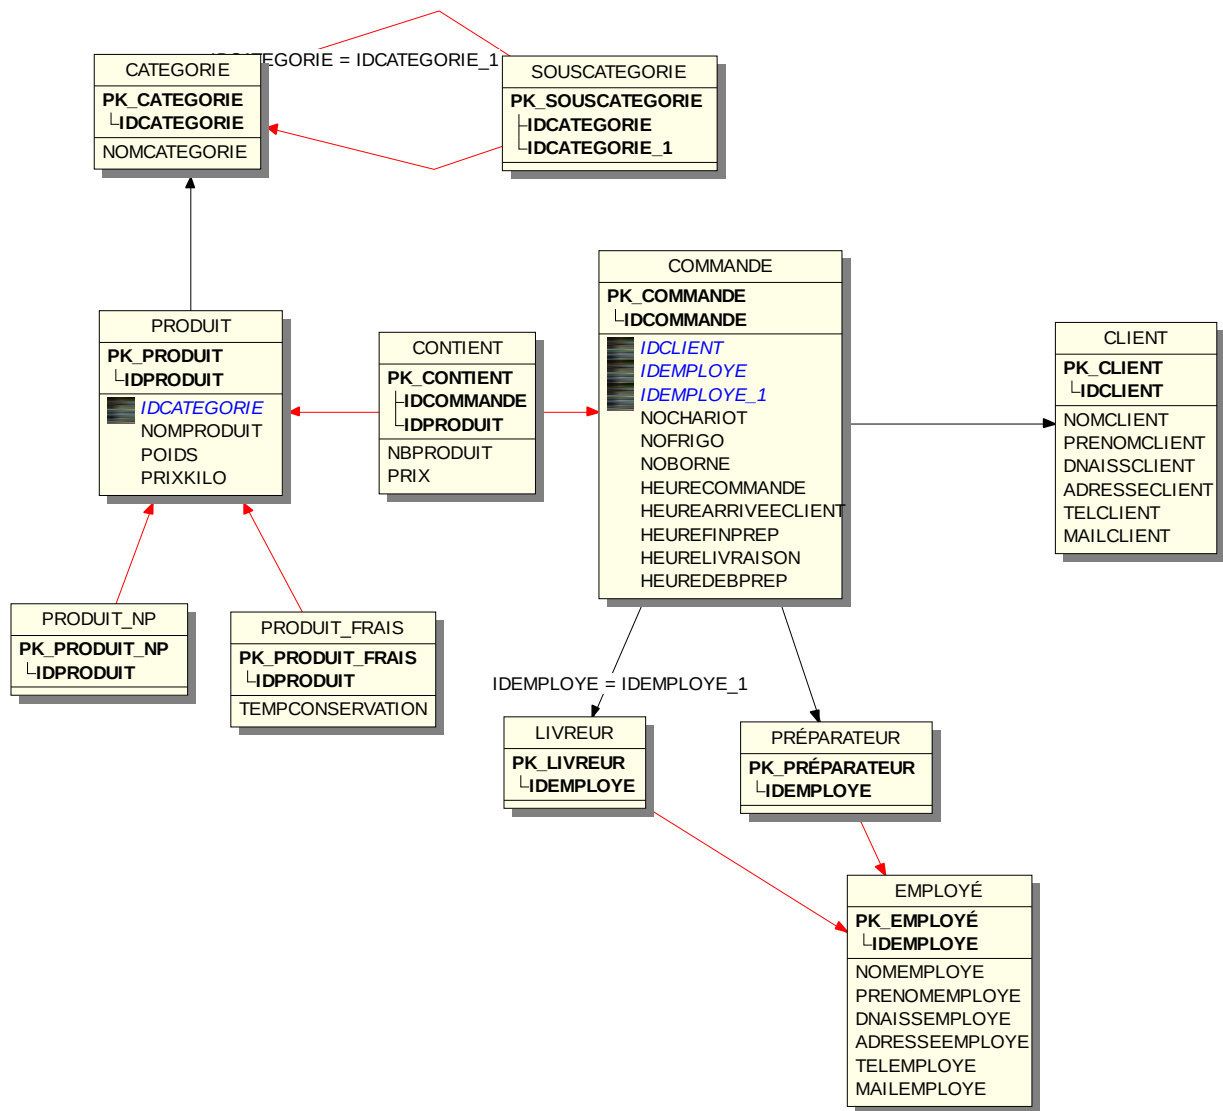 IDCATEGORIE = IDCATEGORIE_1
CATEGORIE
PK_CATEGORIE
IDCATEGORIE
NOMCATEGORIE
SOUSCATEGORIE
PK_SOUSCATEGORIE
IDCATEGORIE
IDCATEGORIE_1
PRODUIT
PK_PRODUIT
IDPRODUIT
IDCATEGORIE
NOMPRODUIT
POIDS
PRIXKILO
CONTIENT
PK_CONTIENT
IDCOMMANDE
IDPRODUIT
NBPRODUIT
PRIX
COMMANDE
PK_COMMANDE
IDCOMMANDE
IDCLIENT
IDEMPLOYE
IDEMPLOYE_1
NOCHARIOT
NOFRIGO
NOBORNE
HEURECOMMANDE
HEUREARRIVEECLIENT
HEUREFINPREP
HEURELIVRAISON
HEUREDEBPREP
CLIENT
PK_CLIENT
IDCLIENT
NOMCLIENT
PRENOMCLIENT
DNAISSCLIENT
ADRESSECLIENT
TELCLIENT
MAILCLIENT
PRODUIT_NP
PK_PRODUIT_NP
IDPRODUIT
PRODUIT_FRAIS
PK_PRODUIT_FRAIS
IDPRODUIT
TEMPCONSERVATION
IDEMPLOYE = IDEMPLOYE_1
LIVREUR
PK_LIVREUR
IDEMPLOYE
PRÉPARATEUR
PK_PRÉPARATEUR
IDEMPLOYE
EMPLOYÉ
PK_EMPLOYÉ
IDEMPLOYE
NOMEMPLOYE
PRENOMEMPLOYE
DNAISSEMPLOYE
ADRESSEEMPLOYE
TELEMPLOYE
MAILEMPLOYE